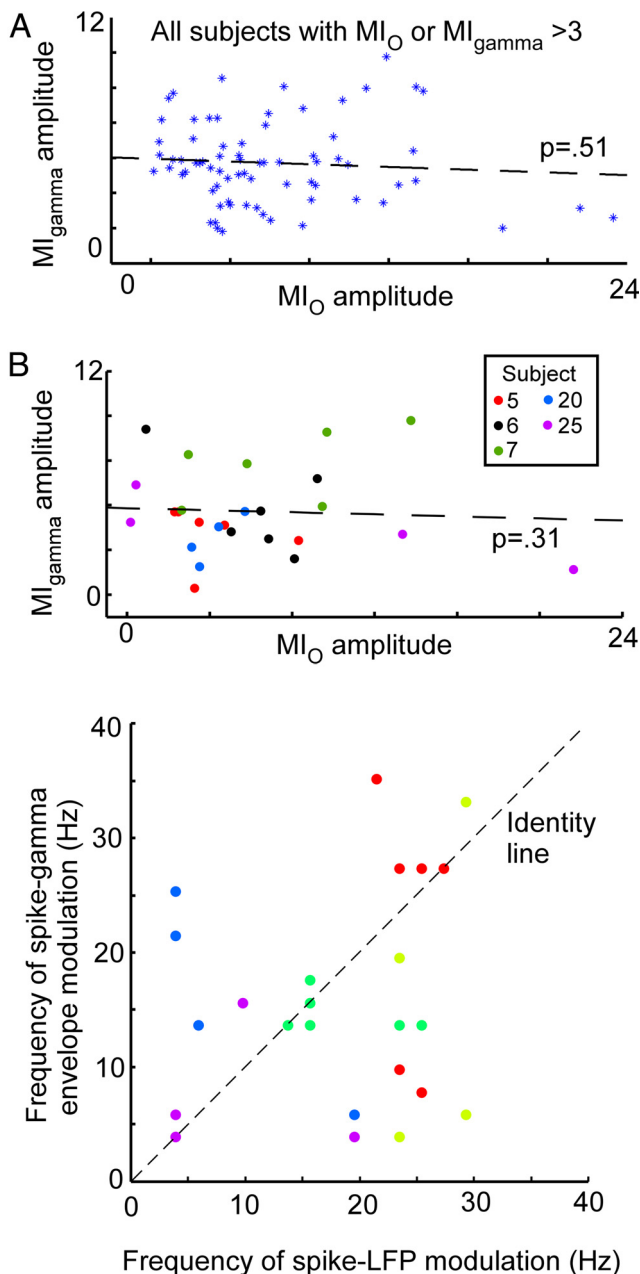 A
All subjects with MIO or MIgamma >3
12
MIgamma amplitude
p=.51
0
0
MIO amplitude
24
B
12
Subject
5
20
6
25
7
MIgamma amplitude
p=.31
0
0
MIO amplitude
24
40
Identity
line
30
Frequency of spike-gamma
envelope modulation (Hz)
20
10
0
0
10
20
30
40
Frequency of spike-LFP modulation (Hz)